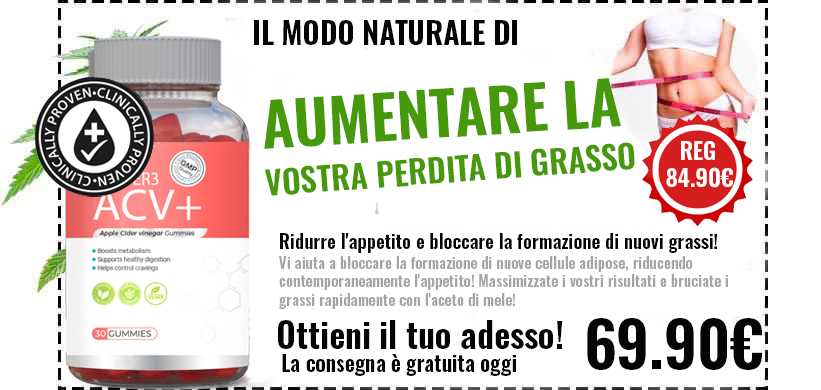 IL MODO NATURALE DI
AUMENTARE LA
VOSTRA PERDITA DI GRASSO
REG
84.90€
CLINICALLY PROVEN•CLINICALLY PROVEN•
GMP
ACV+
Apple Cider vinegar Gummies
• Boosts metabolism
• Supports healthy digestion
• Helps control cravings
VEGAN
30 GUMMIES
Ridurre l'appetito e bloccare la formazione di nuovi grassi!
Vi aiuta a bloccare la formazione di nuove cellule adipose, riducendo
contemporaneamente l'appetito! Massimizzate i vostri risultati e bruciate i
grassi rapidamente con l'aceto di mele!
Ottieni il tuo adesso!
La consegna è gratuita oggi
69.90€